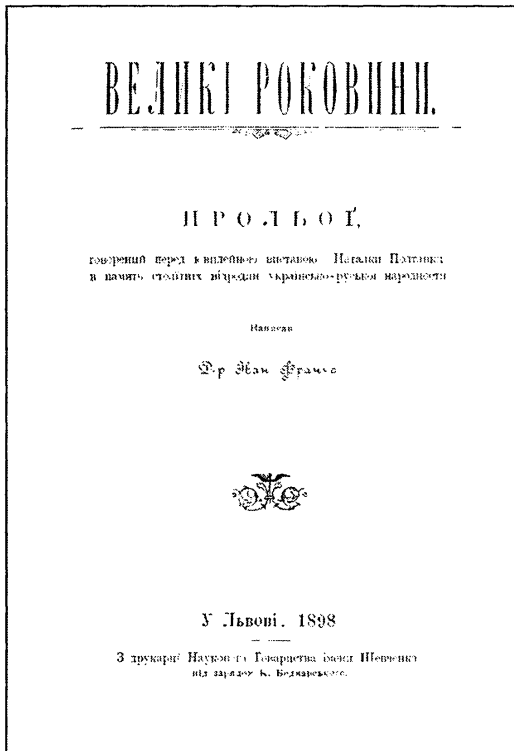 ВЕЛИКІ РОКОВИНИ.
ПРОЛЬОҐ,
говорений перед ювилейною виставою Наталки Полтавки
в память столітних відродин українсько-руської народности
Написав
Д-р Іван Франко
У Львові. 1898
З друкарні Наукового Товариства імени Шевченка
під зарядом К. Беднарського.